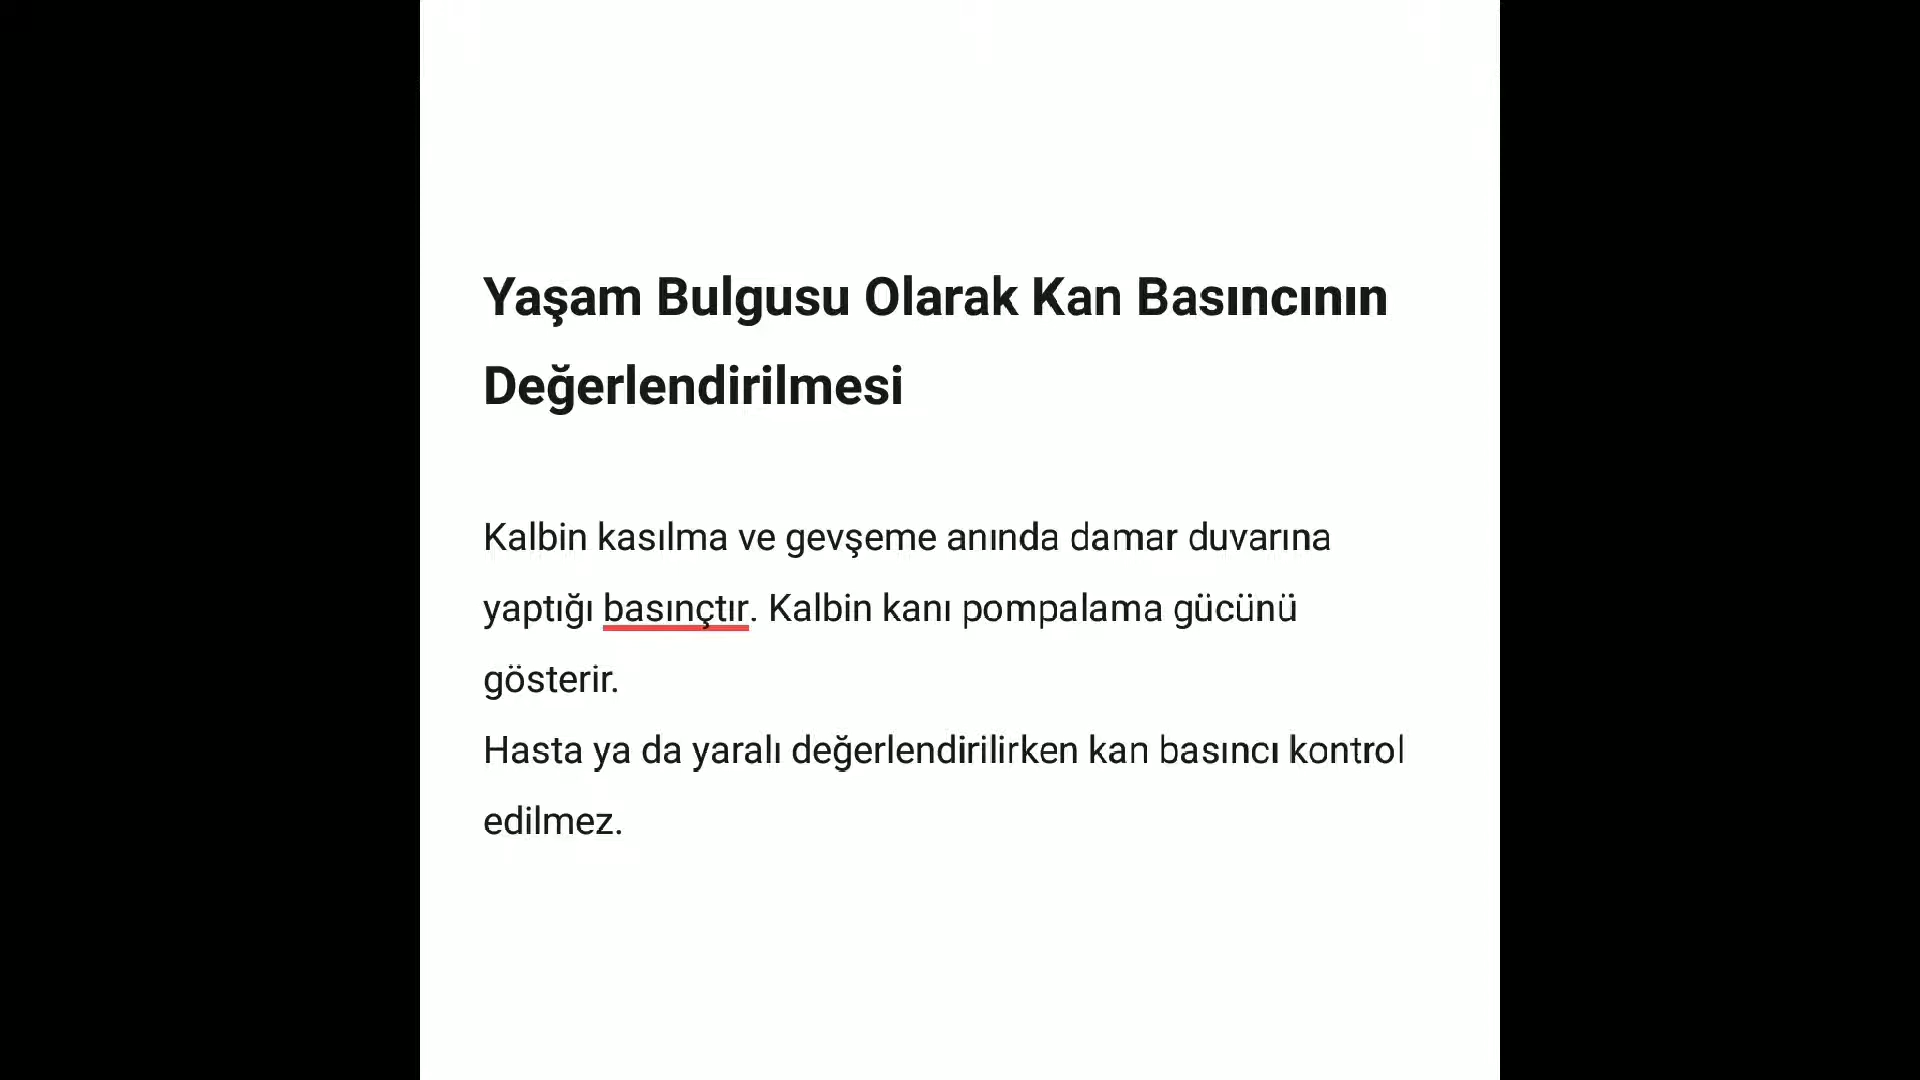 Yaşam Bulgusu Olarak Kan Basıncının
Değerlendirilmesi
Kalbin kasılma ve gevşeme anında damar duvarına
yaptığı basınçtır. Kalbin kanı pompalama gücünü
gösterir.
Hasta ya da yaralı değerlendirilirken kan basıncı kontrol
edilmez.